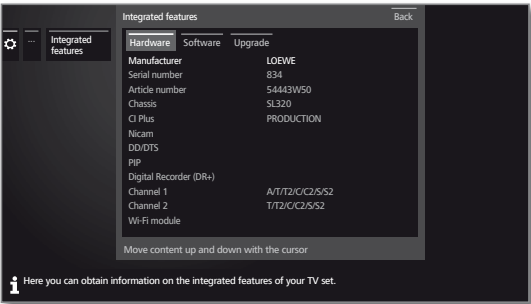 Integrated features
Back
... Integrated features
Hardware Software Upgrade
Manufacturer LOEWE
Serial number 834
Article number 54443W50
Chassis SL320
CI Plus PRODUCTION
Nicam
DD/DTS
PIP
Digital Recorder (DR+)
Channel 1 A/T/T2/C/C2/S/S2
Channel 2 T/T2/C/C2/S/S2
Wi-Fi module
Move content up and down with the cursor
Here you can obtain information on the integrated features of your TV set.